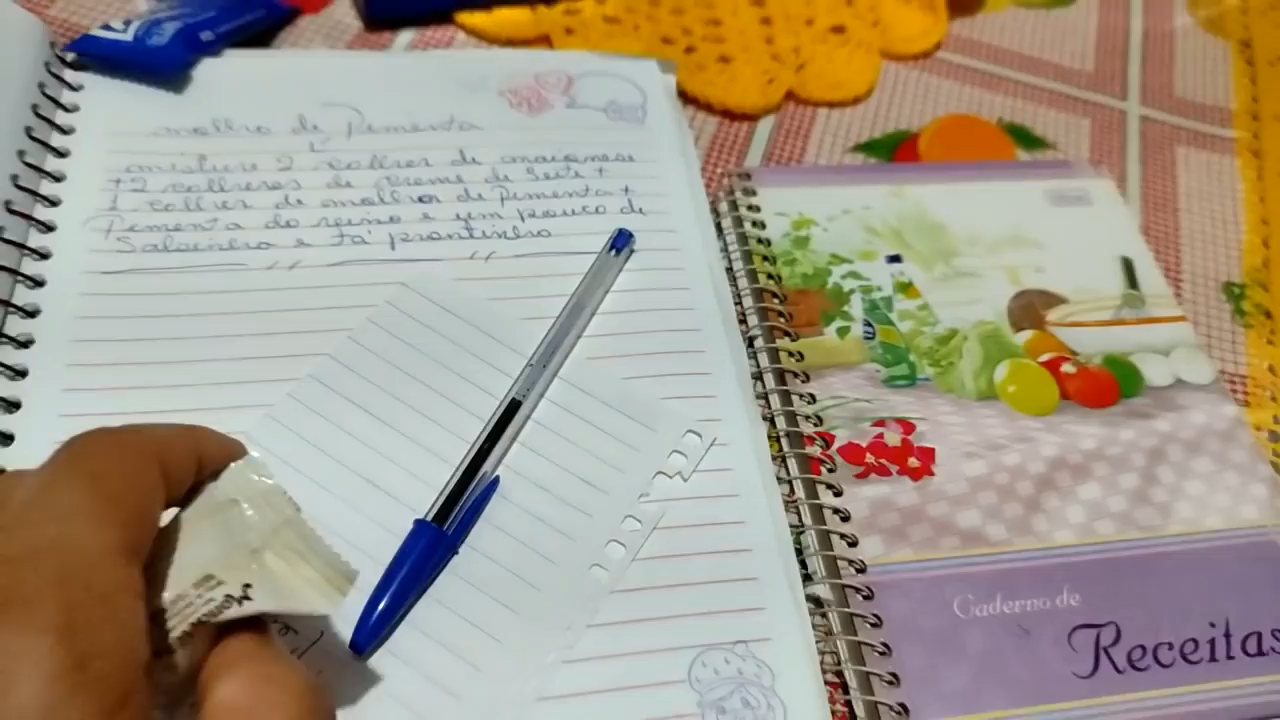 molho de Pimenta
misture 2 colher de maionese
+ 2 colheres de creme de leite +
1 colher de molho de Pimenta +
Pimenta do reino e um pouco de
Salsinha e tá prontinho
Caderno de
Receitas